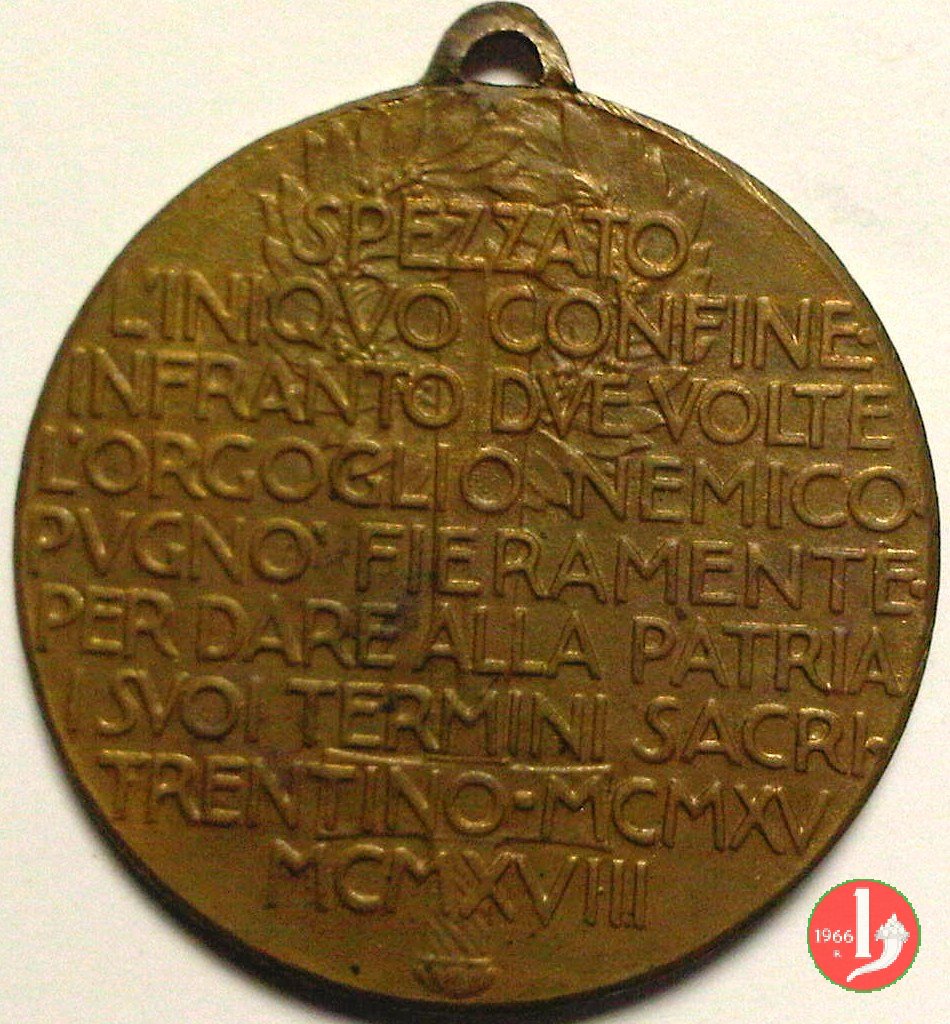 SPEZZATO
L'INIQVO CONFINE·
INFRANTO DVE VOLTE
L'ORGOGLIO NEMICO·
PVGNO' FIERAMENTE·
PER DARE ALLA PATRIA
I SVOI TERMINI SACRI·
TRENTINO·MCMXV
MCMXVIII
1966
R